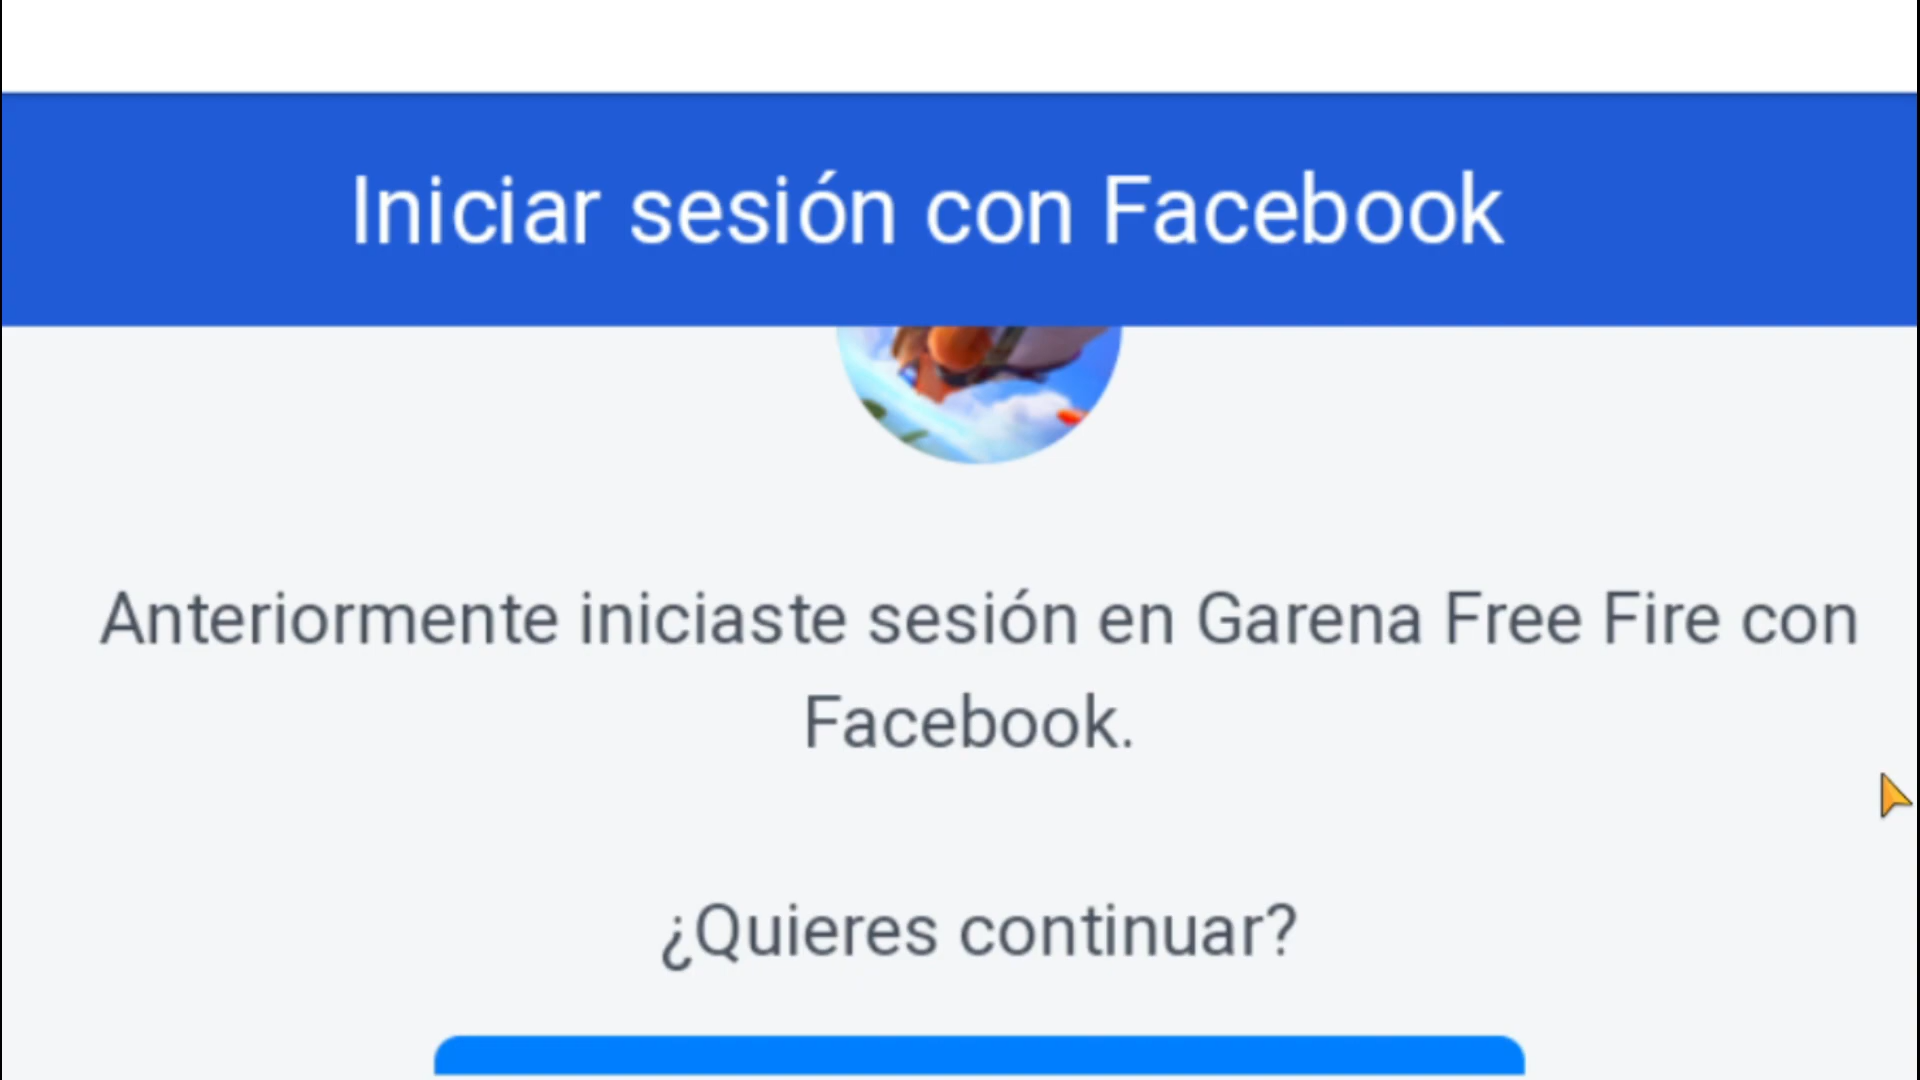 Iniciar sesión con Facebook
Anteriormente iniciaste sesión en Garena Free Fire con
Facebook.
¿Quieres continuar?